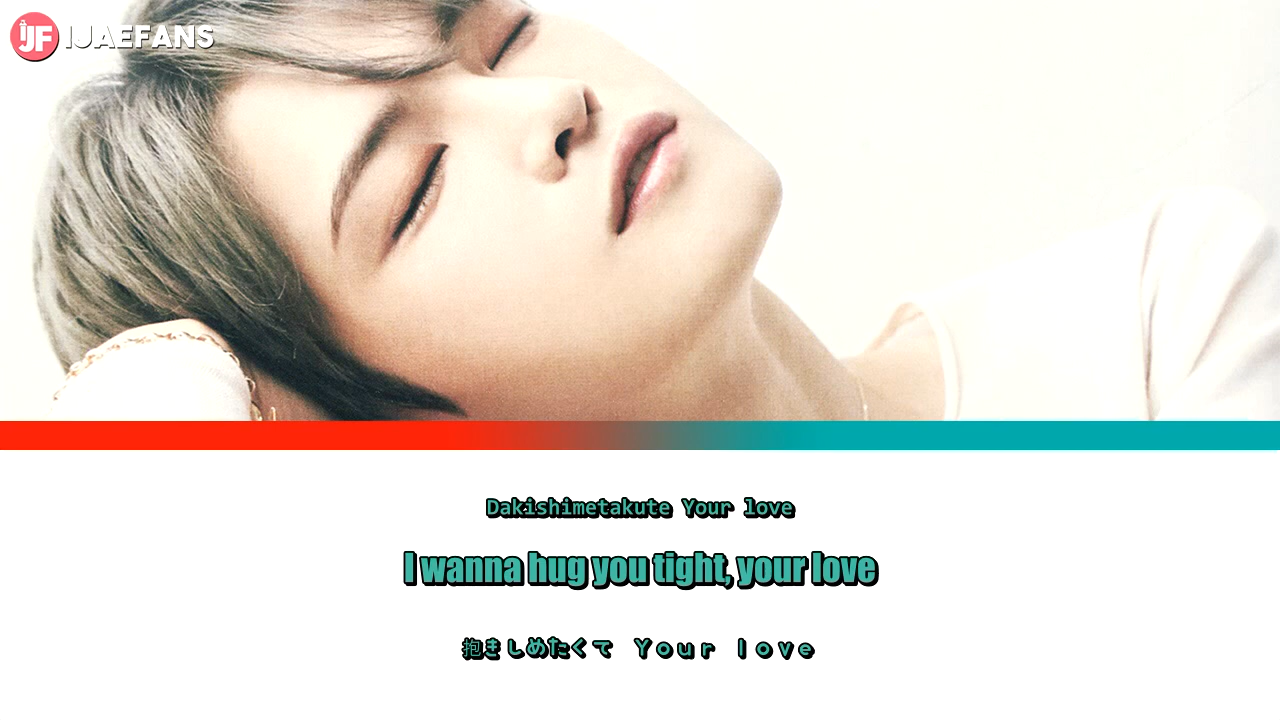 IJF IJAEFANS
Dakishimetakute Your love
I wanna hug you tight, your love
抱きしめたくて Ｙｏｕｒ ｌｏｖｅ